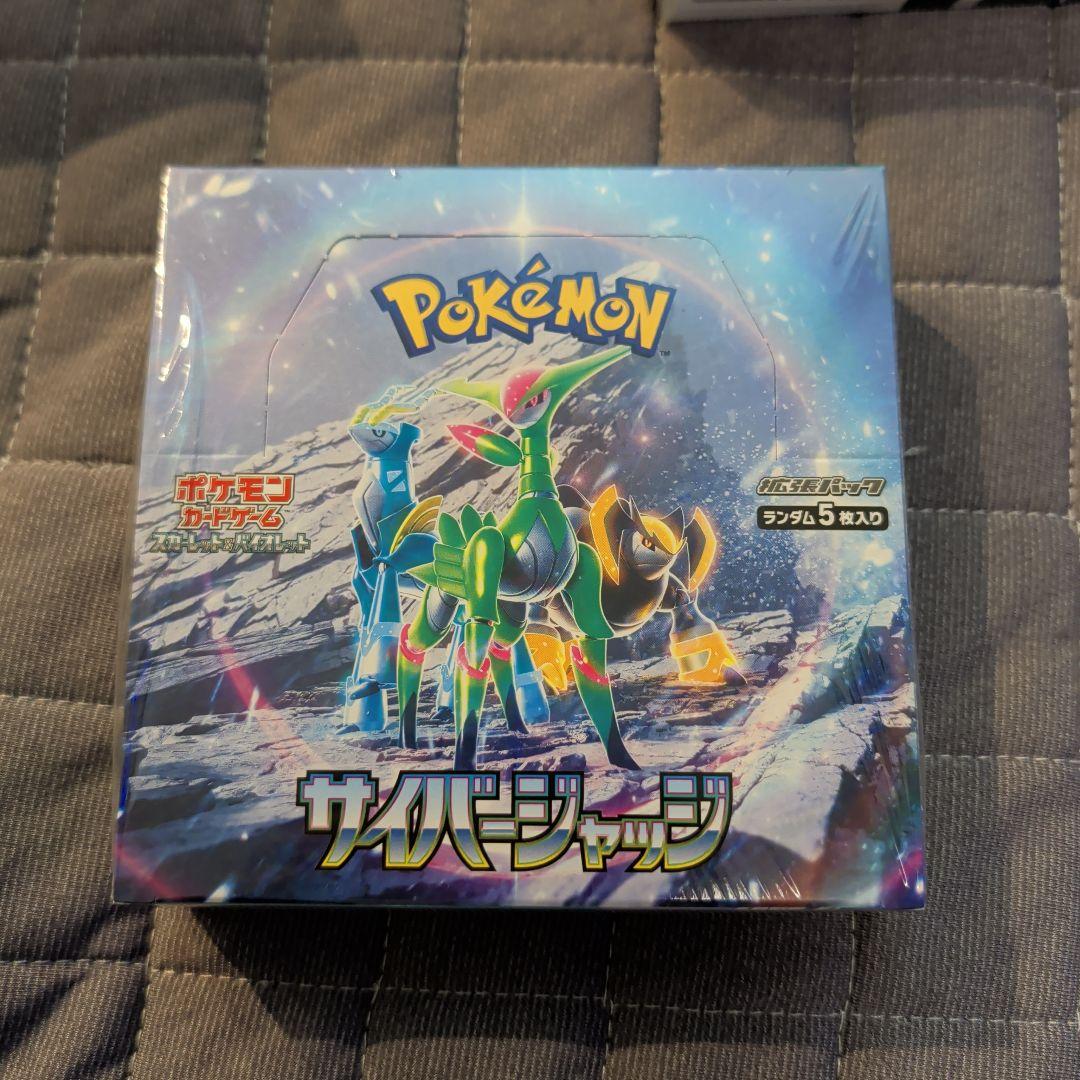 POKéMON
TM
ポケモン
カードゲーム
スカーレット&バイオレット
拡張パック
ランダム5枚入り
サイバージャッジ